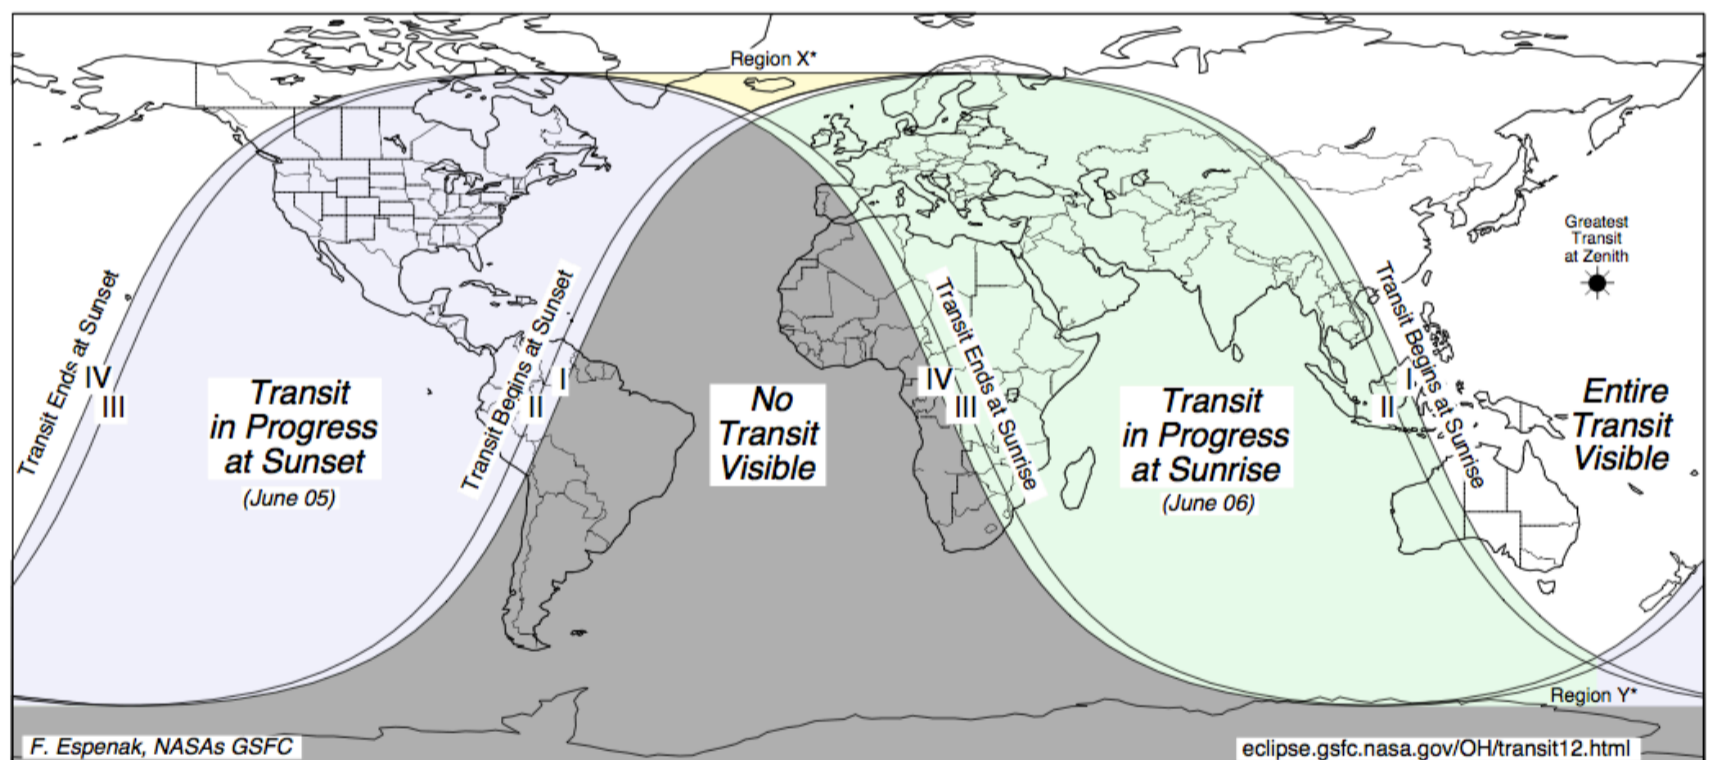 Region X*
Greatest
Transit
at Zenith
Transit Ends at Sunset
IV
III
Transit
in Progress
at Sunset
(June 05)
Transit Begins at Sunset
I
II
No
Transit
Visible
IV
III
Transit Ends at Sunrise
Transit
in Progress
at Sunrise
(June 06)
Transit Begins at Sunrise
I
II
Entire
Transit
Visible
Region Y*
F. Espenak, NASAs GSFC
eclipse.gsfc.nasa.gov/OH/transit12.html